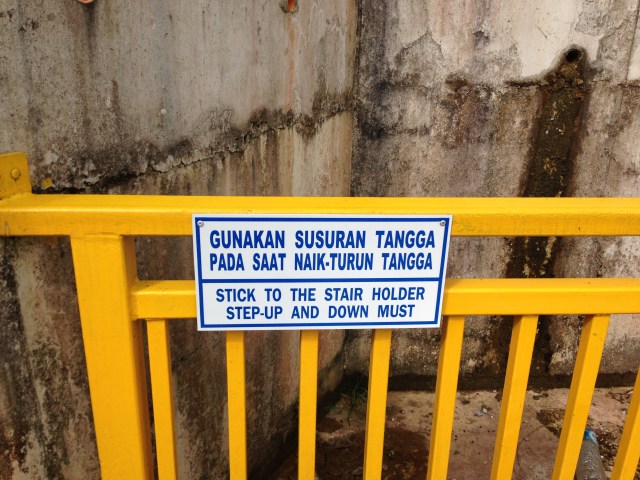 GUNAKAN SUSURAN TANGGA
PADA SAAT NAIK-TURUN TANGGA
STICK TO THE STAIR HOLDER
STEP-UP AND DOWN MUST